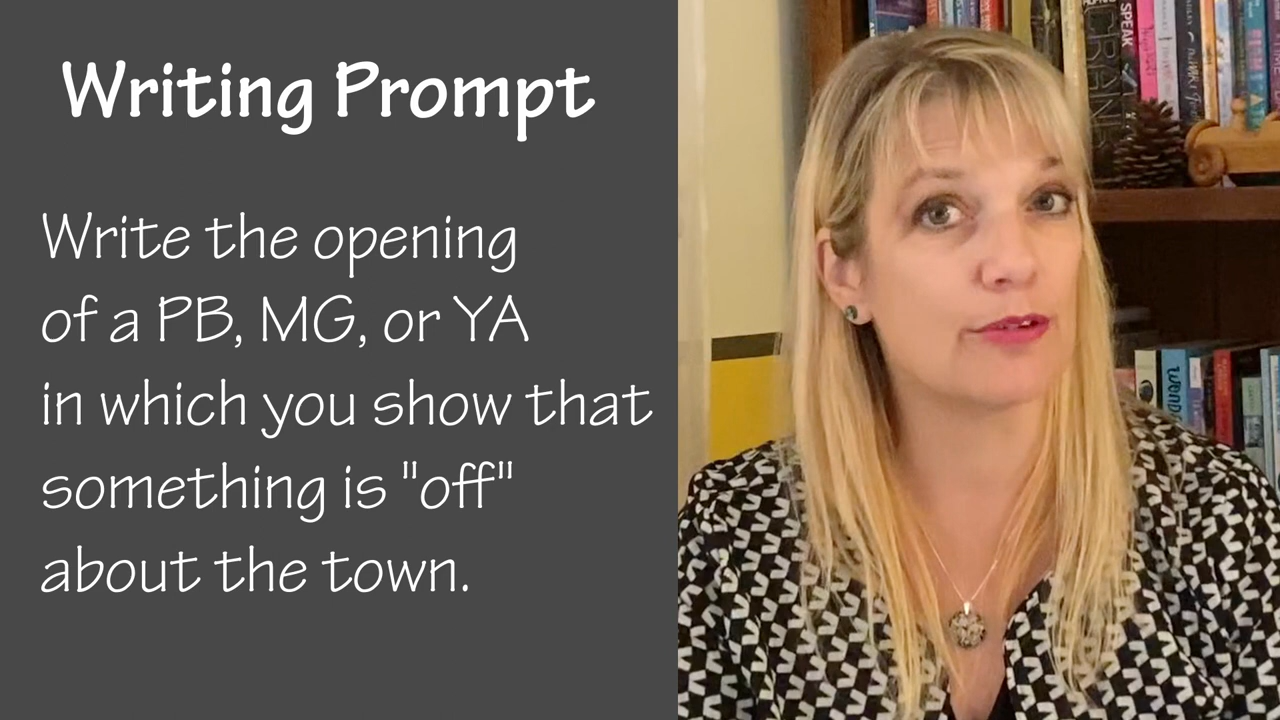 Writing Prompt
Write the opening
of a PB, MG, or YA
in which you show that
something is "off"
about the town.
SPEAK